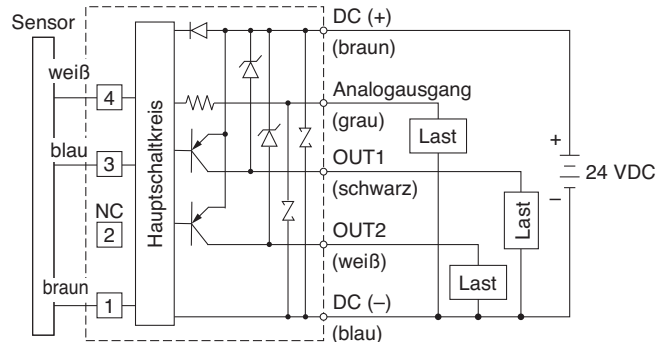 Sensor
DC (+)
(braun)
weiß
4
Analogausgang
(grau)
Last
+
blau
3
Hauptschaltkreis
OUT1
(schwarz)
24 VDC
–
NC
2
Last
OUT2
(weiß)
Last
braun
1
DC (–)
(blau)